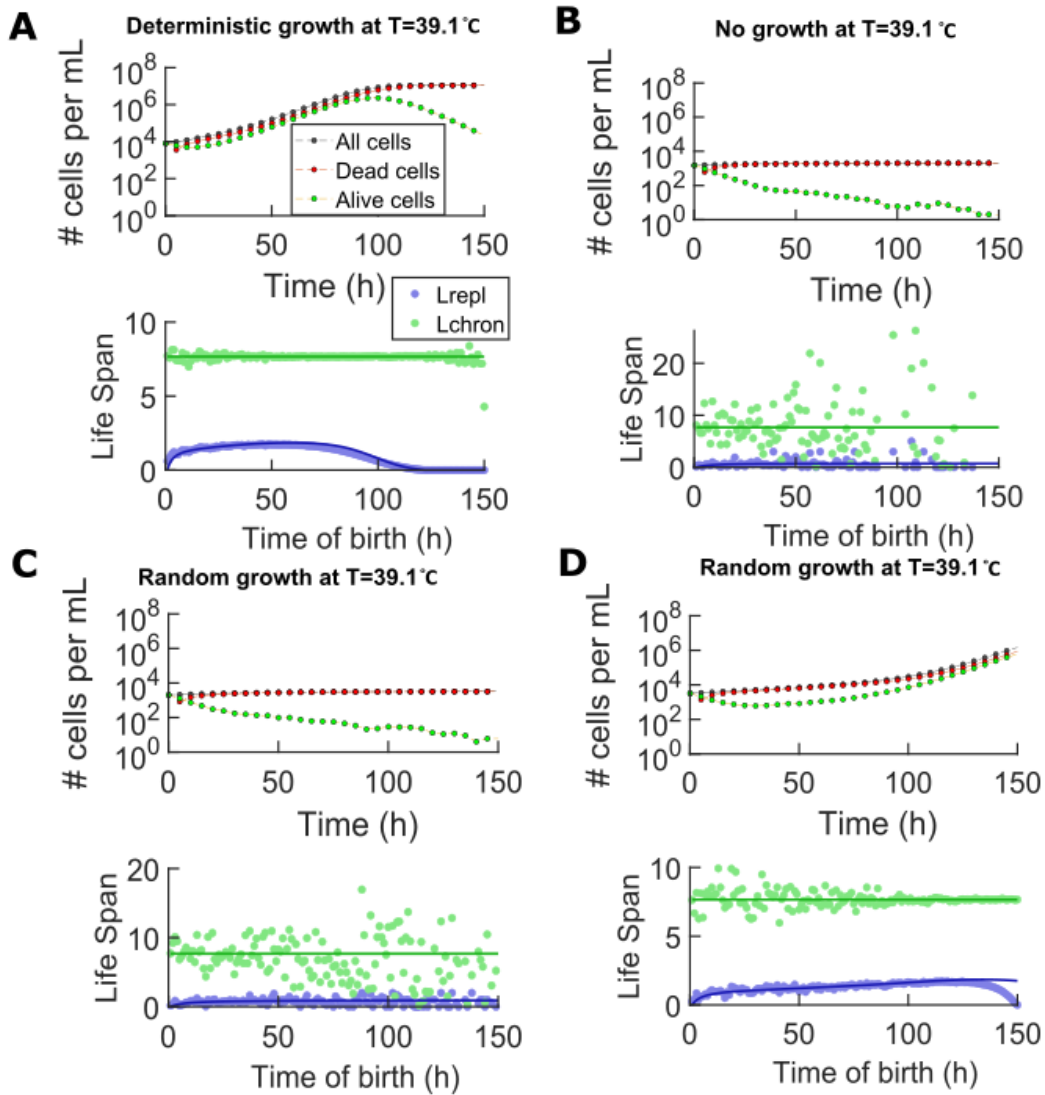 A
Deterministic growth at T=39.1°C
# cells per mL
10^8
10^6
10^4
10^2
10^0
All cells
Dead cells
Alive cells
0 50 100 150
Time (h)
Lrepl
Lchron
Life Span
10
5
0
0 50 100 150
Time of birth (h)
B
No growth at T=39.1°C
# cells per mL
10^8
10^6
10^4
10^2
10^0
0 50 100 150
Time (h)
Life Span
20
10
0
0 50 100 150
Time of birth (h)
C
Random growth at T=39.1°C
# cells per mL
10^8
10^6
10^4
10^2
10^0
0 50 100 150
Time (h)
Life Span
20
10
0
0 50 100 150
Time of birth (h)
D
Random growth at T=39.1°C
# cells per mL
10^8
10^6
10^4
10^2
10^0
0 50 100 150
Time (h)
Life Span
10
5
0
0 50 100 150
Time of birth (h)